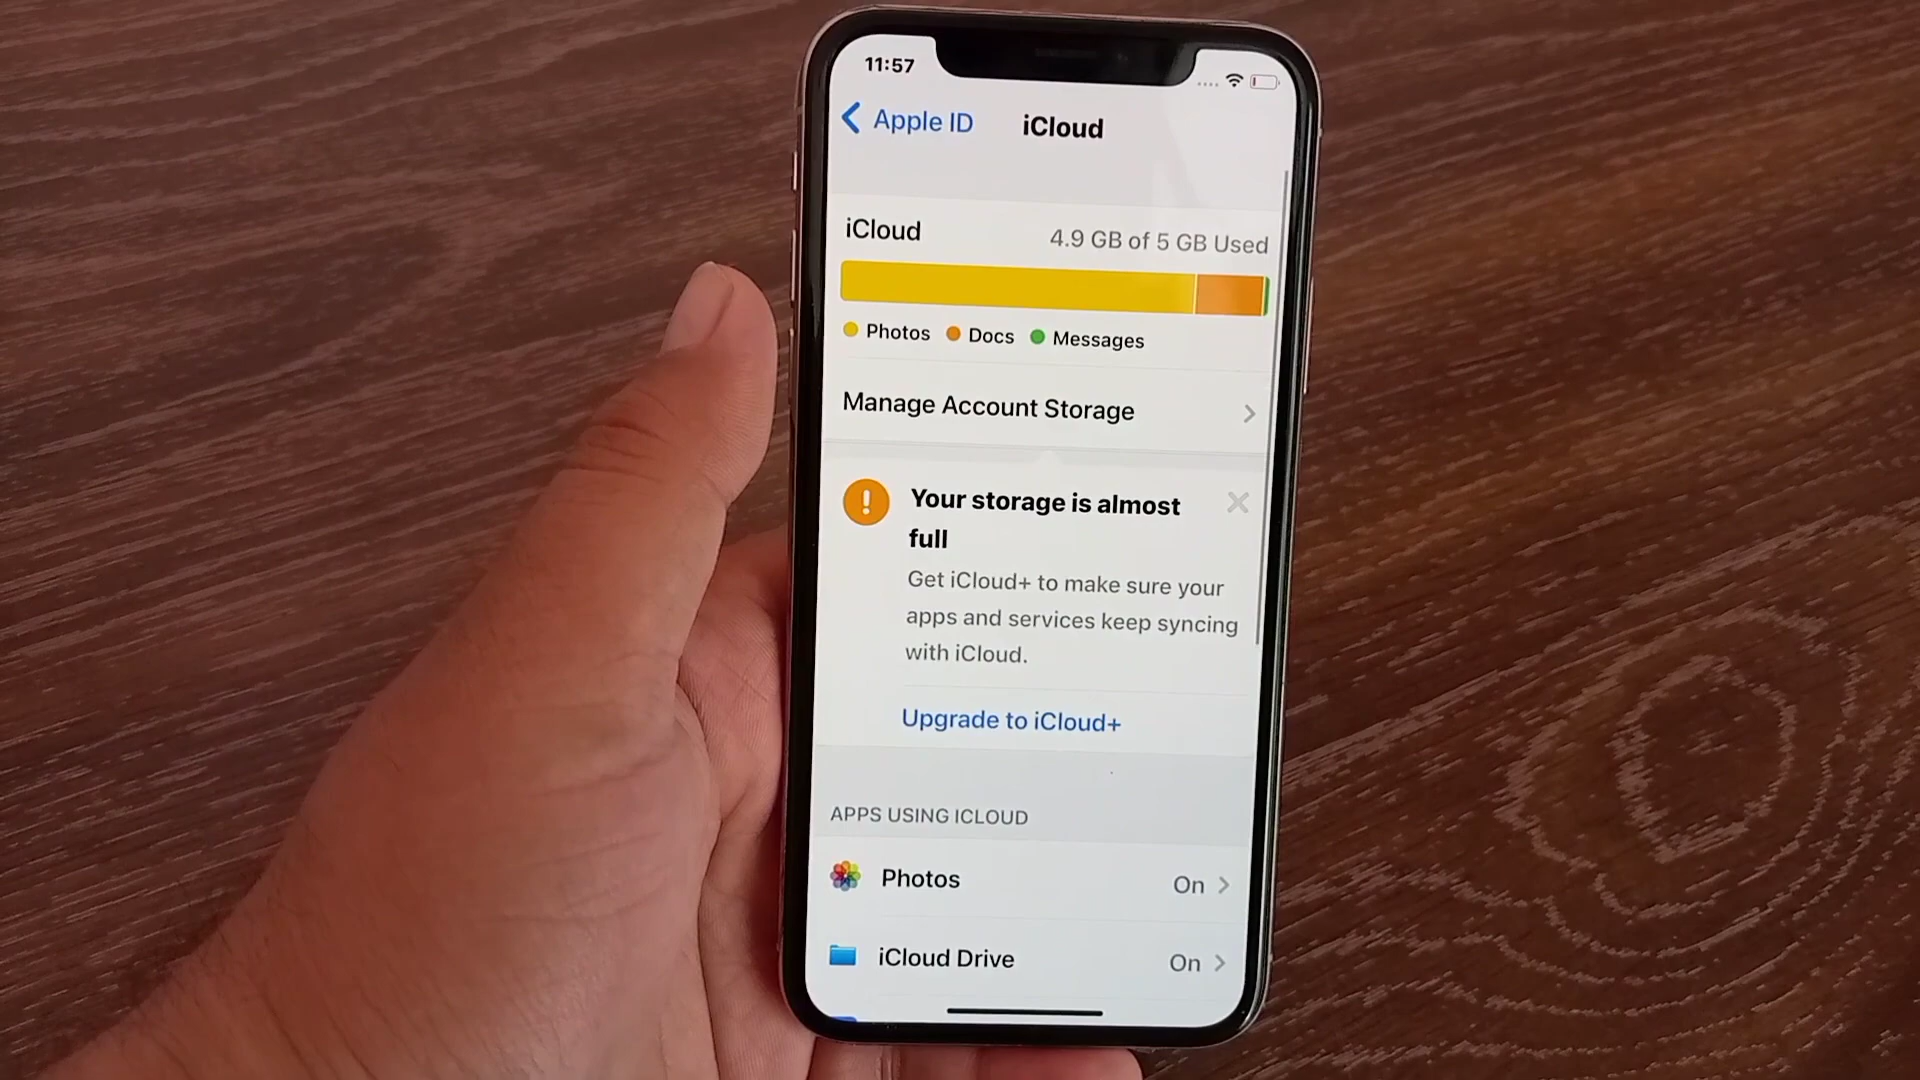 11:57
Apple ID
iCloud
iCloud
4.9 GB of 5 GB Used
Photos
Docs
Messages
Manage Account Storage
Your storage is almost
full
Get iCloud+ to make sure your
apps and services keep syncing
with iCloud.
Upgrade to iCloud+
APPS USING ICLOUD
Photos
On
iCloud Drive
On